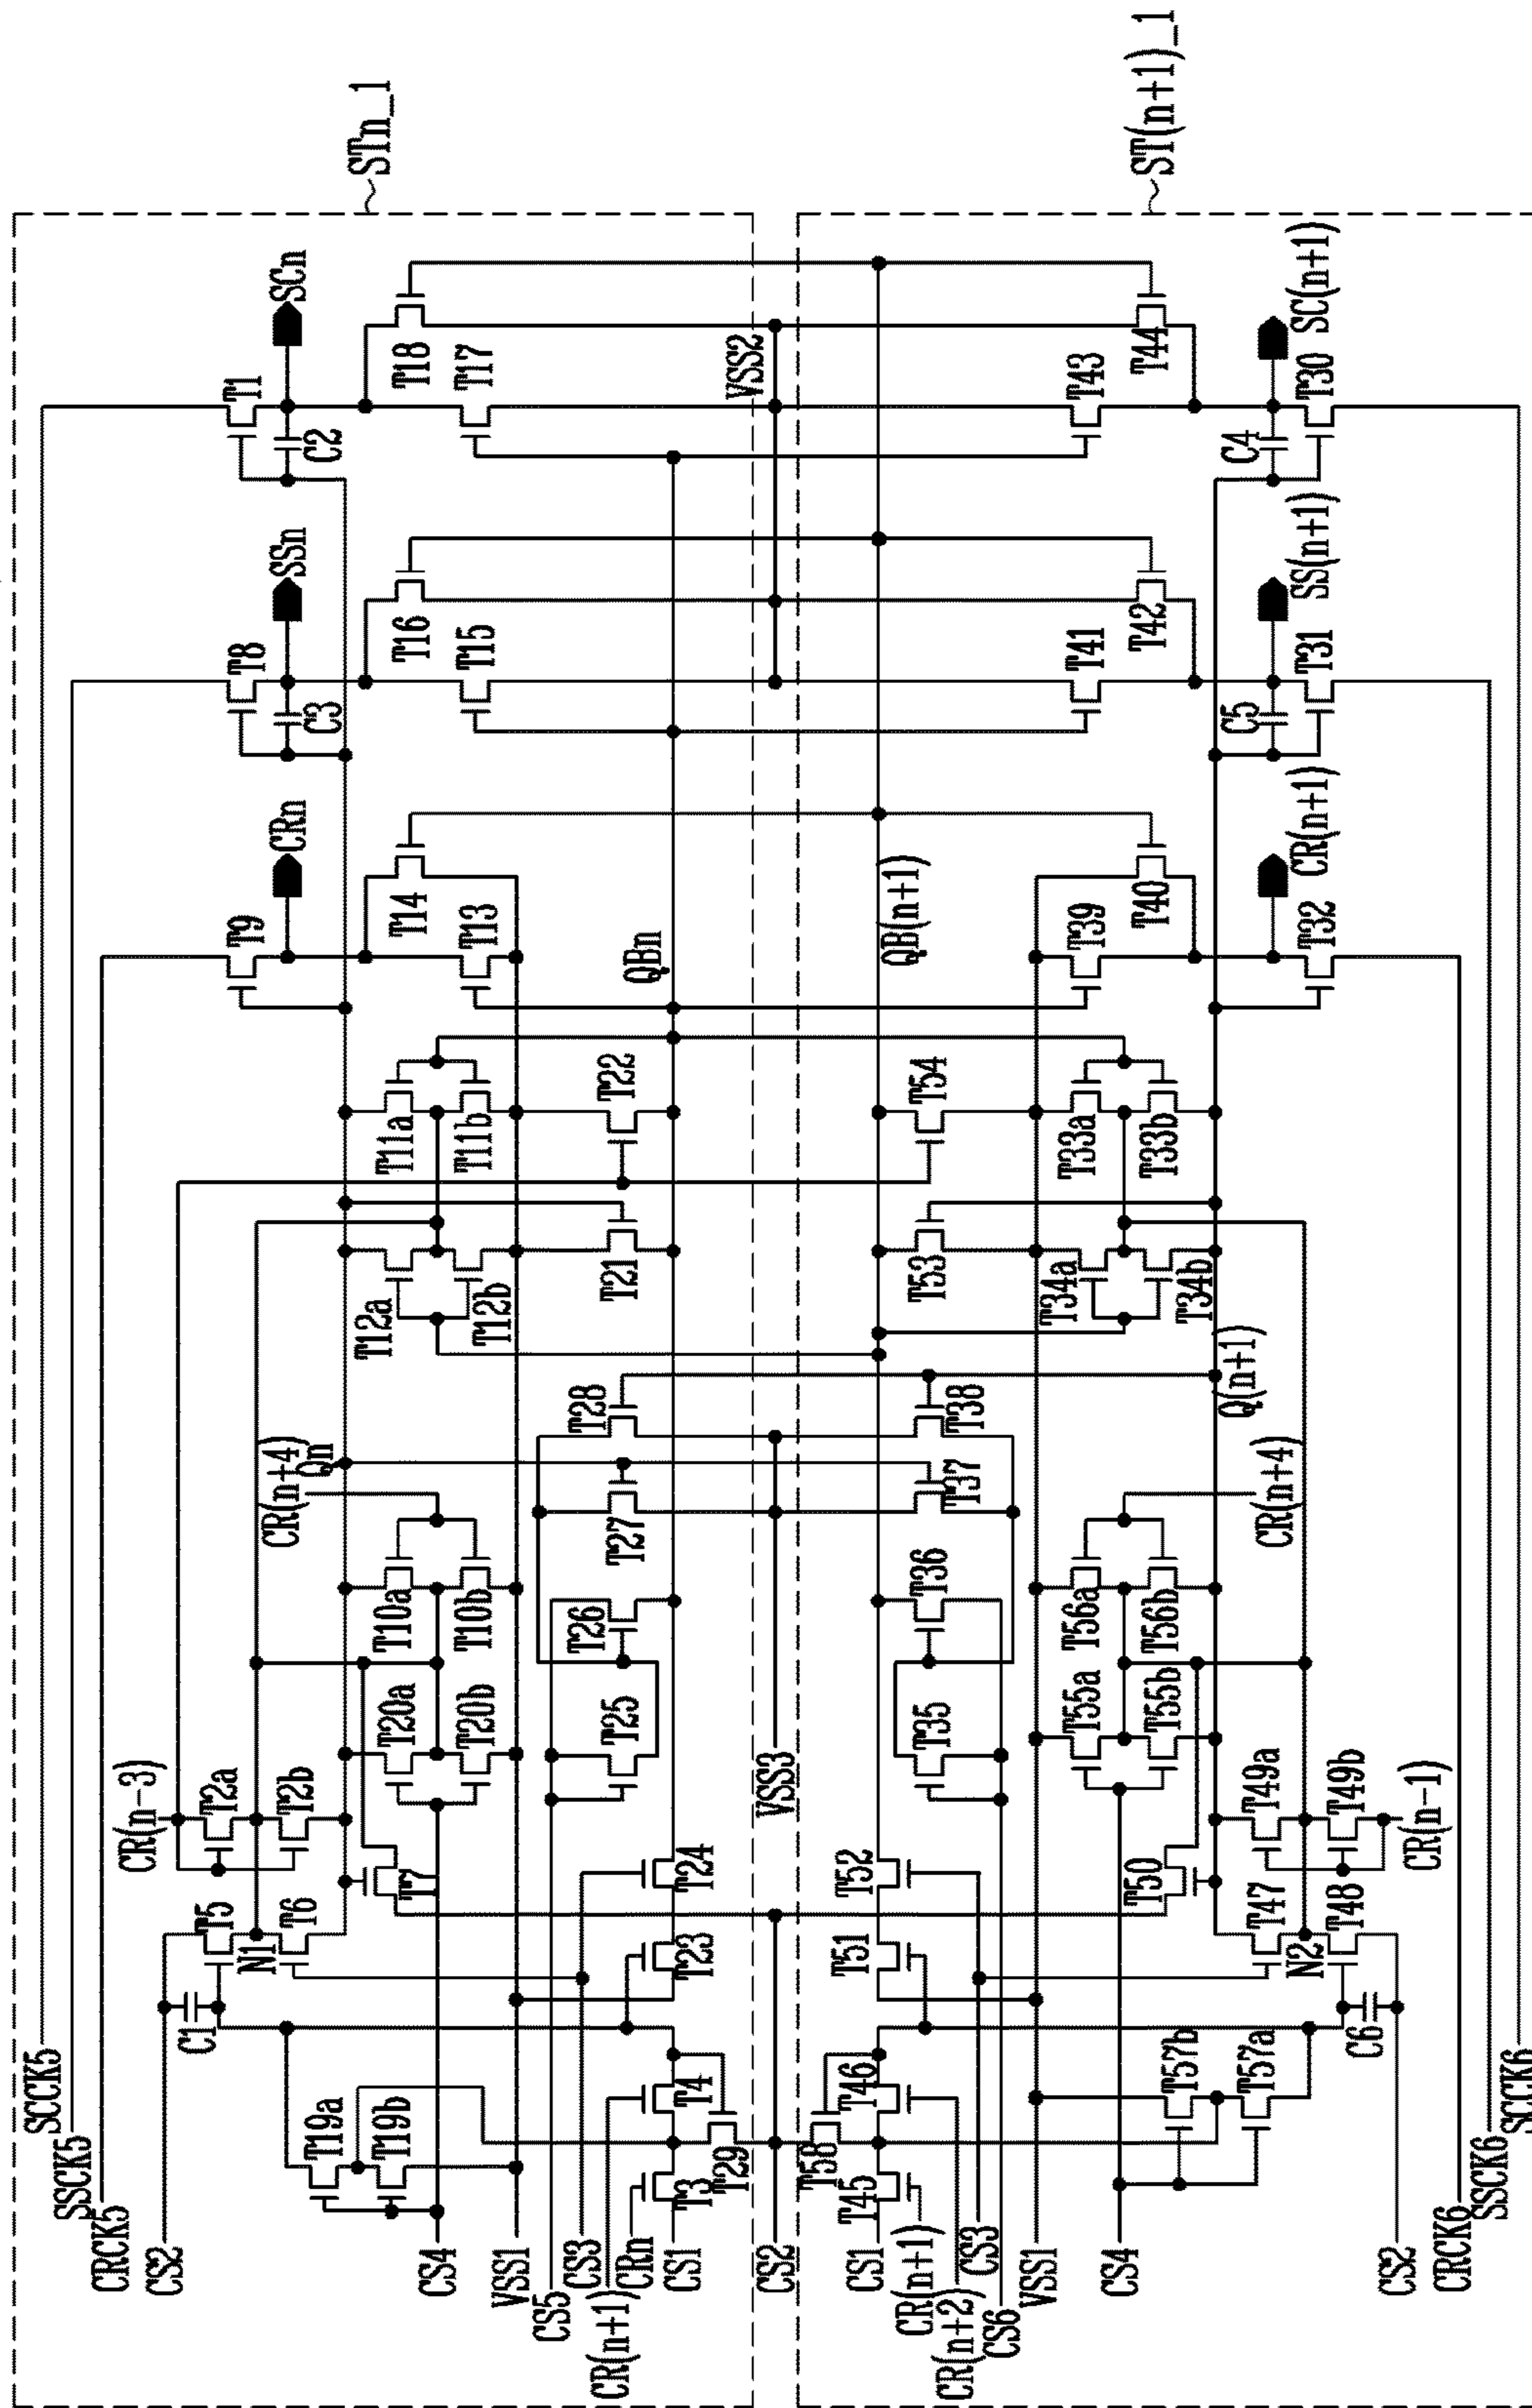 STn_1
ST(n+1)_1
SCn
T1
C2
T18
T17
VSS2
T43
T44
SC(n+1)
C4
T30
SSn
T8
C3
T16
T15
T41
T42
SS(n+1)
C5
T31
CRn
T9
T14
T13
QBn
QB(n+1)
T39
T40
CR(n+1)
T32
T11a
T11b
T22
T54
T33a
T33b
T12a
T12b
T21
T53
T34a
T34b
Q(n+1)
CR(n+4)
Qn
T28
T38
T27
T37
CR(n+4)
T10a
T10b
T26
T36
T56a
T56b
T20a
T20b
T25
T35
T55a
T55b
VSS3
CR(n-3)
T2a
T2b
T7
T24
T52
T50
T49a
T49b
CR(n-1)
T5
N1
T6
T23
T51
T47
N2
T48
C1
C6
T19a
T19b
T4
T29
T3
T46
T58
T45
T57b
T57a
SCCK5
SSCK5
CRCK5
CS2
CS4
VSS1
CS5
CS3
CR(n+1)
CRn
CS1
CS2
CS1
CR(n+1)
CR(n+2)
CS3
CS6
VSS1
CS4
CS2
CRCK6
SSCK6
SCCK6